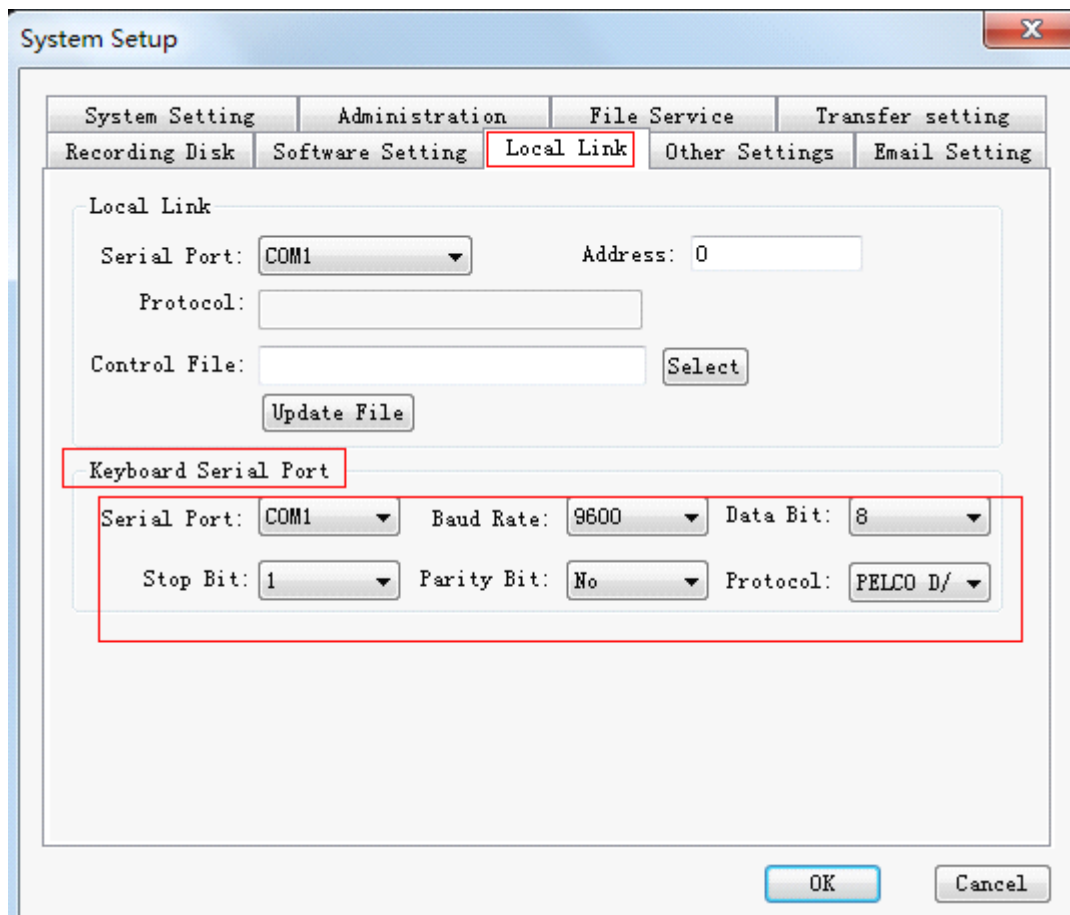 System Setup
System Setting Administration File Service Transfer setting
Recording Disk Software Setting Local Link Other Settings Email Setting
Local Link
Serial Port: COM1 Address: 0
Protocol:
Control File: Select
Update File
Keyboard Serial Port
Serial Port: COM1 Baud Rate: 9600 Data Bit: 8
Stop Bit: 1 Parity Bit: No Protocol: PELCO D/
OK Cancel